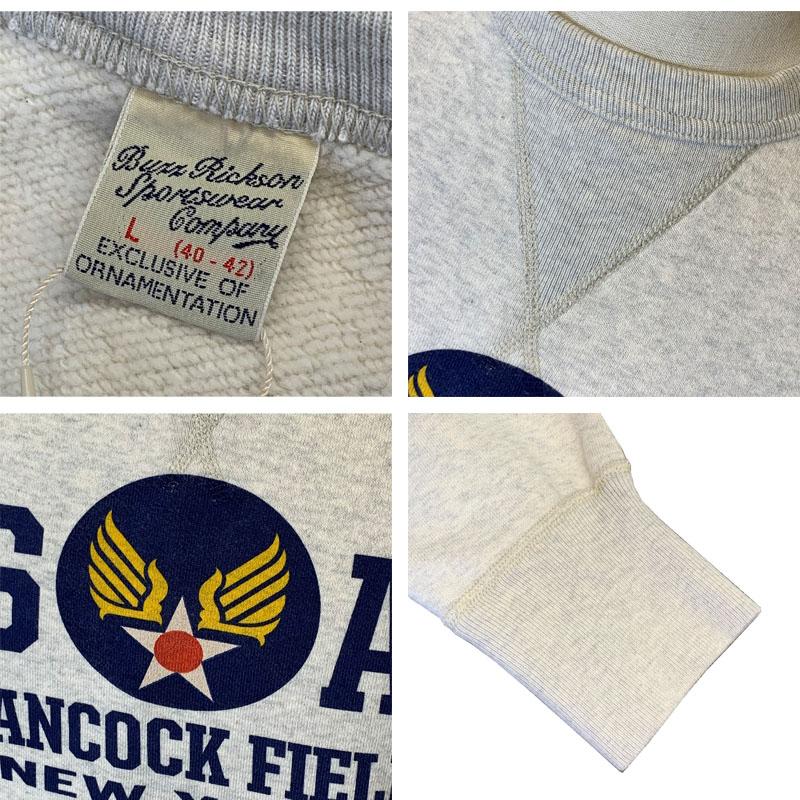 Buzz Rickson
Sportswear
Company
L (40 - 42)
EXCLUSIVE OF
ORNAMENTATION
S A
ANCOCK FIEL
NEW Y